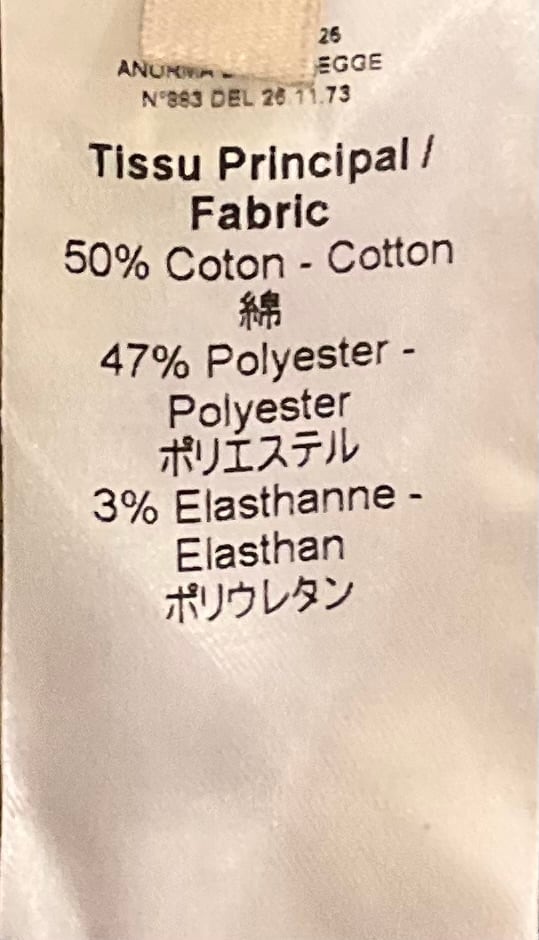 26
EGGE
N°883 DEL 26.11.73
Tissu Principal /
Fabric
50% Coton - Cotton
綿
47% Polyester -
Polyester
ポリエステル
3% Elasthanne -
Elasthan
ポリウレタン